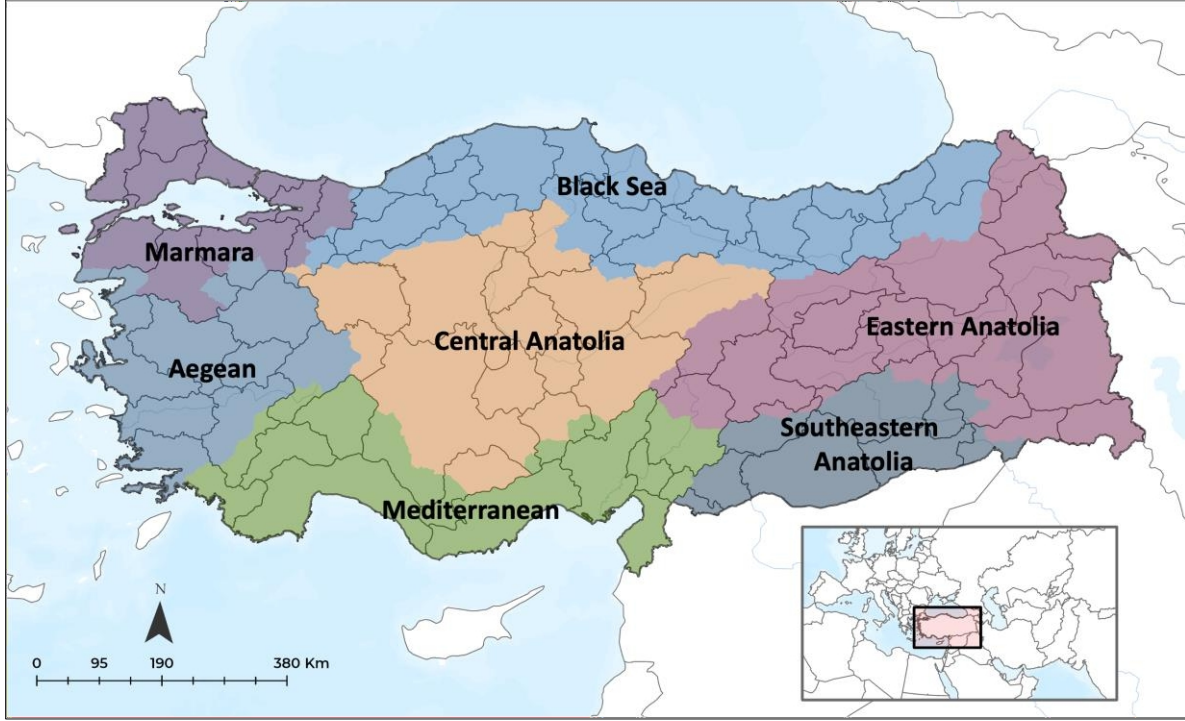 Black Sea
Marmara
Eastern Anatolia
Central Anatolia
Aegean
Southeastern
Anatolia
Mediterranean
N
0 95 190 380 Km